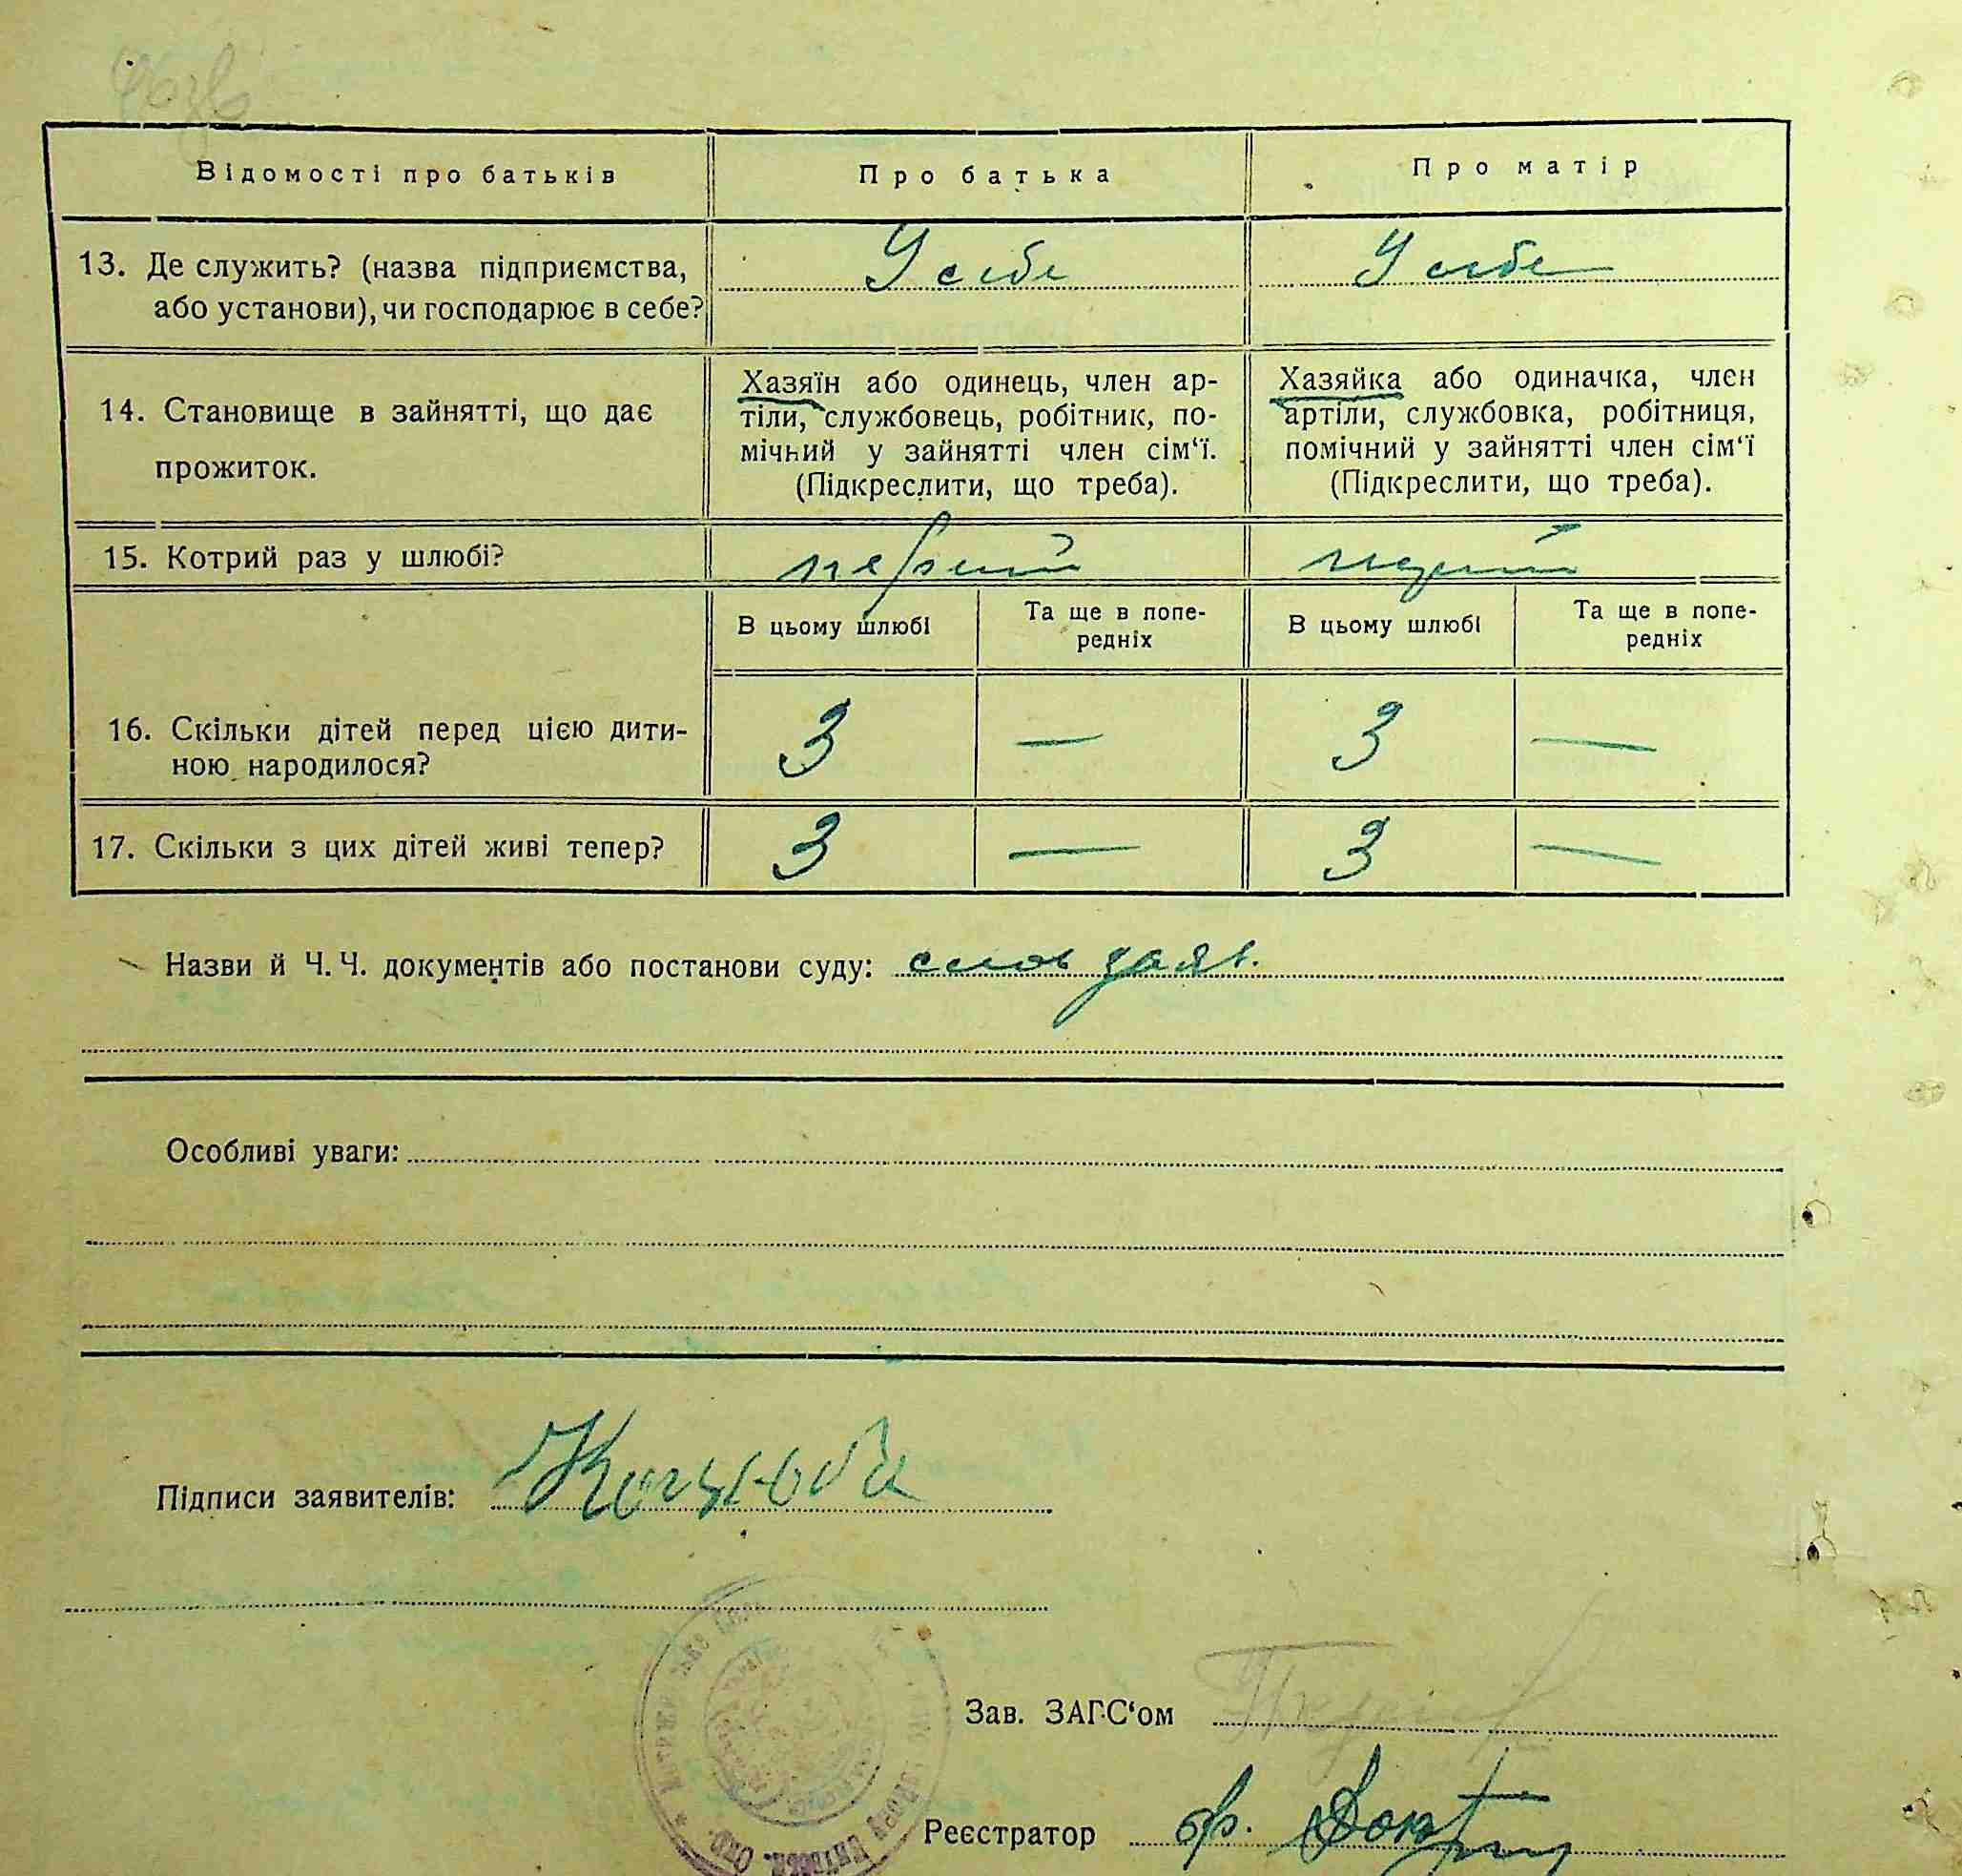 Відомості про батьків
Про батька
Про матір
13. Де служить? (назва підприємства, або установи), чи господарює в себе?
У себе
У себе
14. Становище в зайнятті, що дає прожиток.
Хазяїн або одинець, член ар-
тіли, службовець, робітник, по-
мічний у зайнятті член сім‘ї.
(Підкреслити, що треба).
Хазяйка або одиначка, член
артіли, службовка, робітниця,
помічний у зайнятті член сім‘ї
(Підкреслити, що треба).
15. Котрий раз у шлюбі?
первий
В цьому шлюбі
Та ще в попе-
редніх
В цьому шлюбі
Та ще в попе-
редніх
16. Скільки дітей перед цією дити-
ною народилося?
3 — 3 —
17. Скільки з цих дітей живі тепер?
3 — 3 —
Назви й Ч. Ч. документів або постанови суду: слов заяв.
Особливі уваги:
Підписи заявителів:
Зав. ЗАГС‘ом
Реєстратор